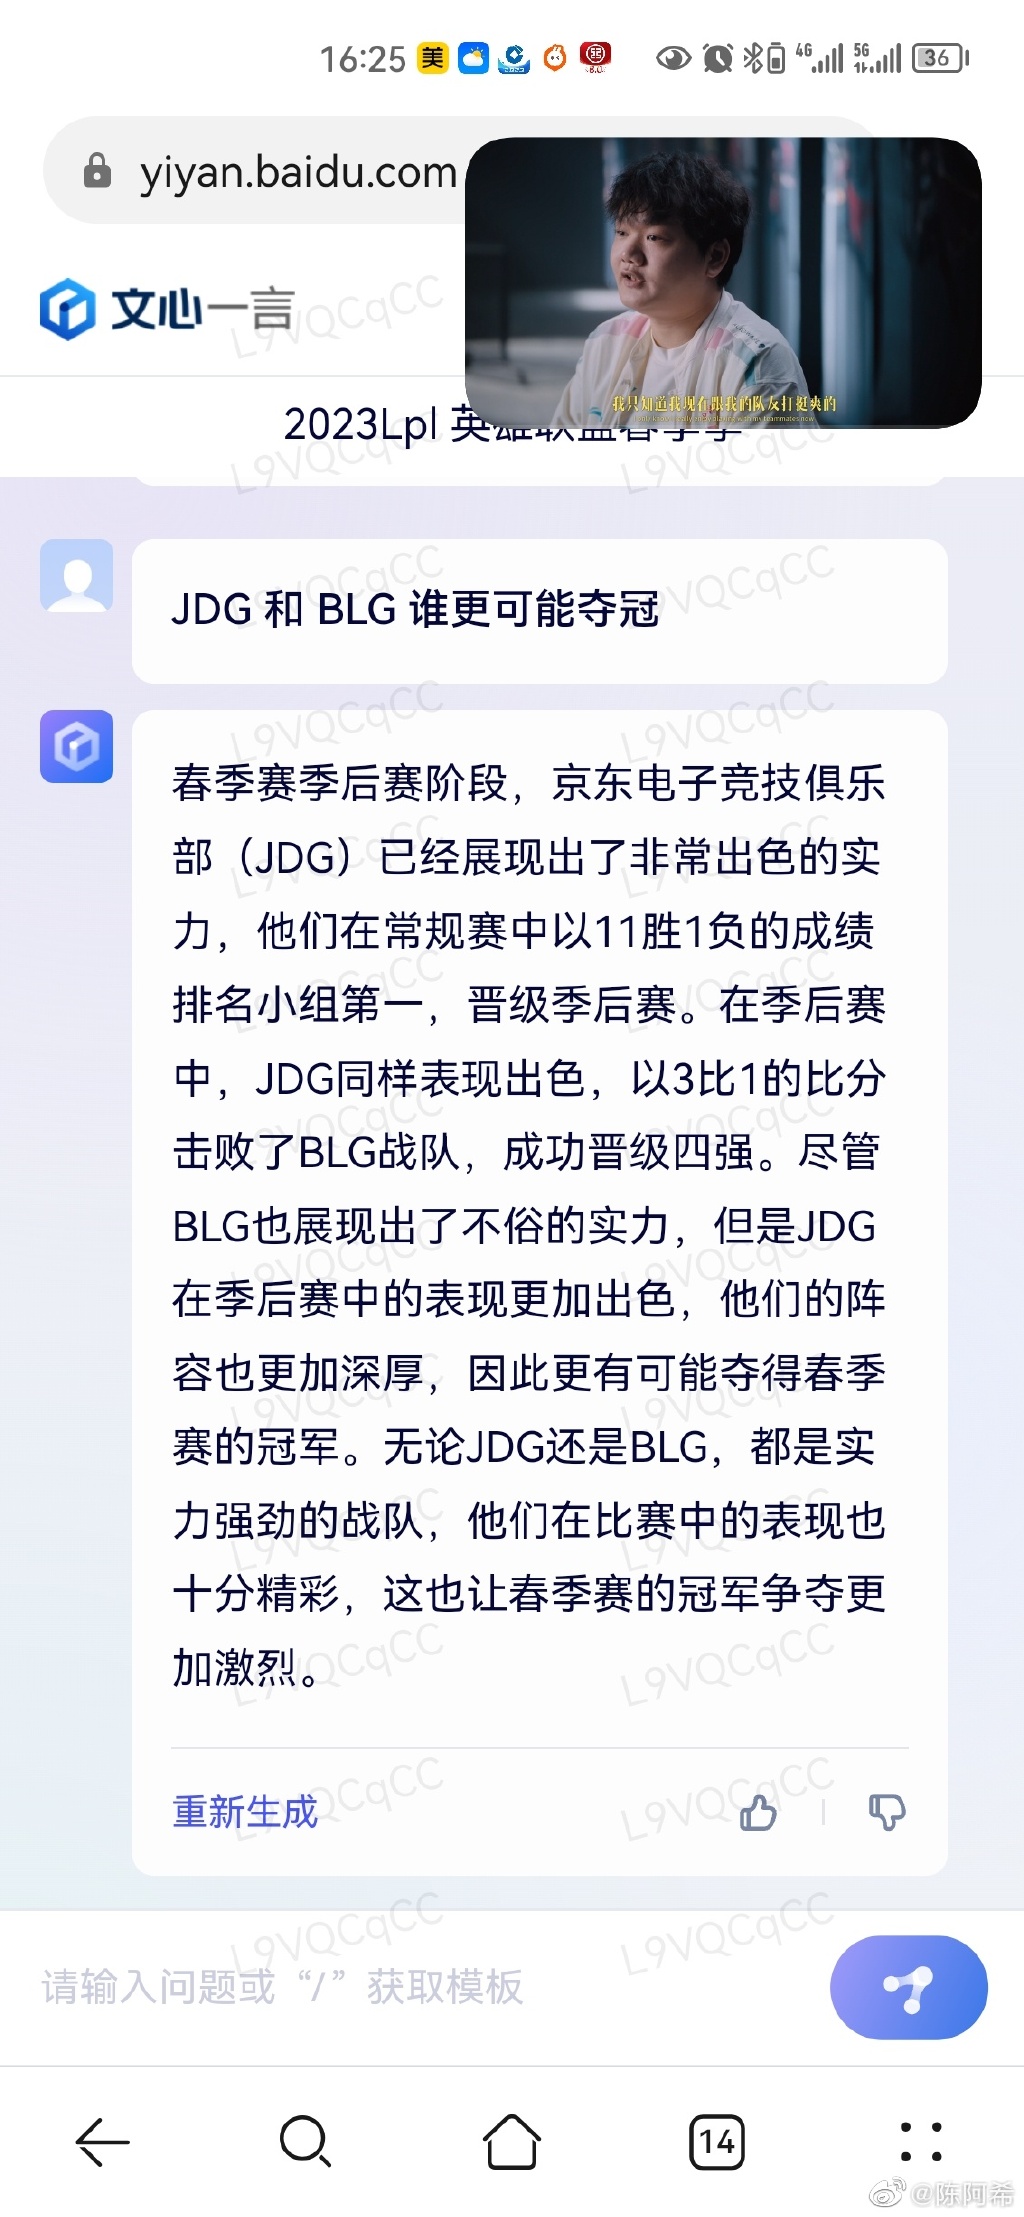 16:25
美
4G
5G
36
yiyan.baidu.com
文心一言
我只知道我现在跟我的队友打挺爽的
2023Lpl 英雄联盟春季季
JDG 和 BLG 谁更可能夺冠
春季赛季后赛阶段，京东电子竞技俱乐
部（JDG）已经展现出了非常出色的实
力，他们在常规赛中以11胜1负的成绩
排名小组第一，晋级季后赛。在季后赛
中，JDG同样表现出色，以3比1的比分
击败了BLG战队，成功晋级四强。尽管
BLG也展现出了不俗的实力，但是JDG
在季后赛中的表现更加出色，他们的阵
容也更加深厚，因此更有可能夺得春季
赛的冠军。无论JDG还是BLG，都是实
力强劲的战队，他们在比赛中的表现也
十分精彩，这也让春季赛的冠军争夺更
加激烈。
重新生成
请输入问题或“/”获取模板
14
L9VQCqCC
@陈阿希